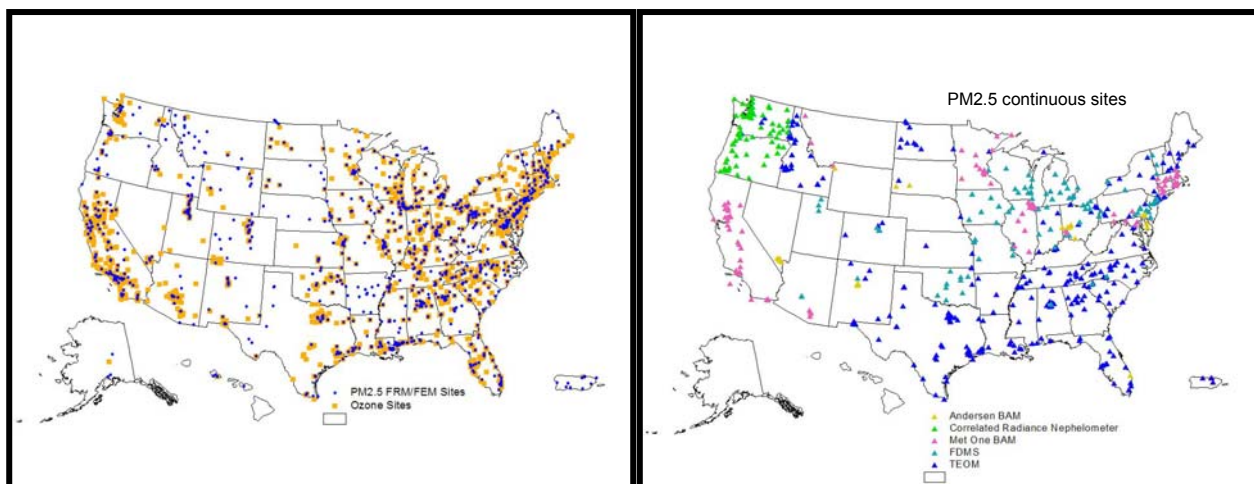 PM2.5 FRM/FEM Sites
Ozone Sites
PM2.5 continuous sites
Andersen BAM
Correlated Radiance Nephelometer
Met One BAM
FDMS
TEOM